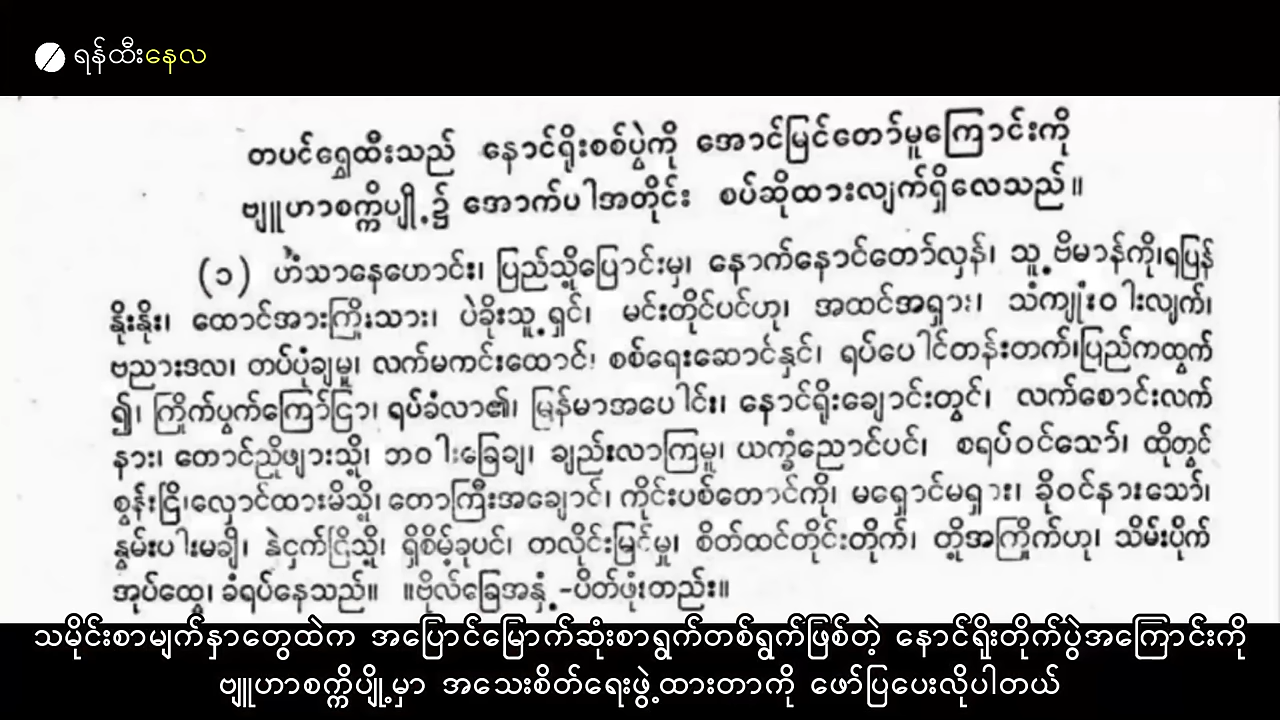 ရန်ထီးနေလ
တပင်ရွှေထီးသည် နောင်ရိုးစစ်ပွဲကို အောင်မြင်တော်မူကြောင်းကို
ဗျူဟာစက္ကိပျို့၌ အောက်ပါအတိုင်း စပ်ဆိုထားလျက်ရှိလေသည်။
(၁) ဟံသာနေဟောင်း၊ ပြည်သို့ပြောင်းမှ၊ နောက်နောင်တော်လှန်၊ သူ့ဗိမာန်ကို၊ရပြန်
နိုးနိုး၊ ထောင်အားကြိုးသား၊ ပဲခိုးသူ့ရှင်၊ မင်းတိုင်ပင်ဟု၊ အထင်အရှား၊ သံကျုံးဝါးလျက်၊
ဗညားဒလ၊ တပ်ပုံချမှု၊ လက်မကင်းထောင်၊ စစ်ရေးဆောင်နှင်၊ ရပ်ပေါင်တန်းတက်၊ပြည်ကထွက်
၍၊ ကြိုက်ပွက်ကြော်ငြာ၊ ရပ်ခံလာ၏၊ မြန်မာအပေါင်း၊ နောင်ရိုးချောင်းတွင်၊ လက်စောင်းလက်
နား၊ တောင်ညိုဖျားသို့၊ ဘဝါးခြေချ၊ ချည်းလာကြမူ၊ ယက္ခံညောင်ပင်၊ စရပ်ဝင်သော်၊ ထိုတွင်
စွန်းငြိ၊လှောင်ထားမိသို့၊ တောကြီးအချောင်၊ ကိုင်းပစ်တောင်ကို၊ မရှောင်မရှား၊ ခိုဝင်နားသော်၊
နွမ်းပါးမချိ၊ နဲငှက်ငြိသို့၊ ရှိစိမ့်ခုပင်၊ တလိုင်းမြင်မှု၊ စိတ်ထင်တိုင်းတိုက်၊ တို့အကြိုက်ဟု၊ သိမ်းပိုက်
အုပ်ထွေ၊ ခံရပ်နေသည်။ ။ဗိုလ်ခြေအနှံ့-ပိတ်ဖုံးတည်း။
သမိုင်းစာမျက်နှာတွေထဲက အပြောင်မြောက်ဆုံးစာရွက်တစ်ရွက်ဖြစ်တဲ့ နောင်ရိုးတိုက်ပွဲအကြောင်းကို
ဗျူဟာစက္ကိပျို့မှာ အသေးစိတ်ရေးဖွဲ့ထားတာကို ဖော်ပြပေးလိုပါတယ်